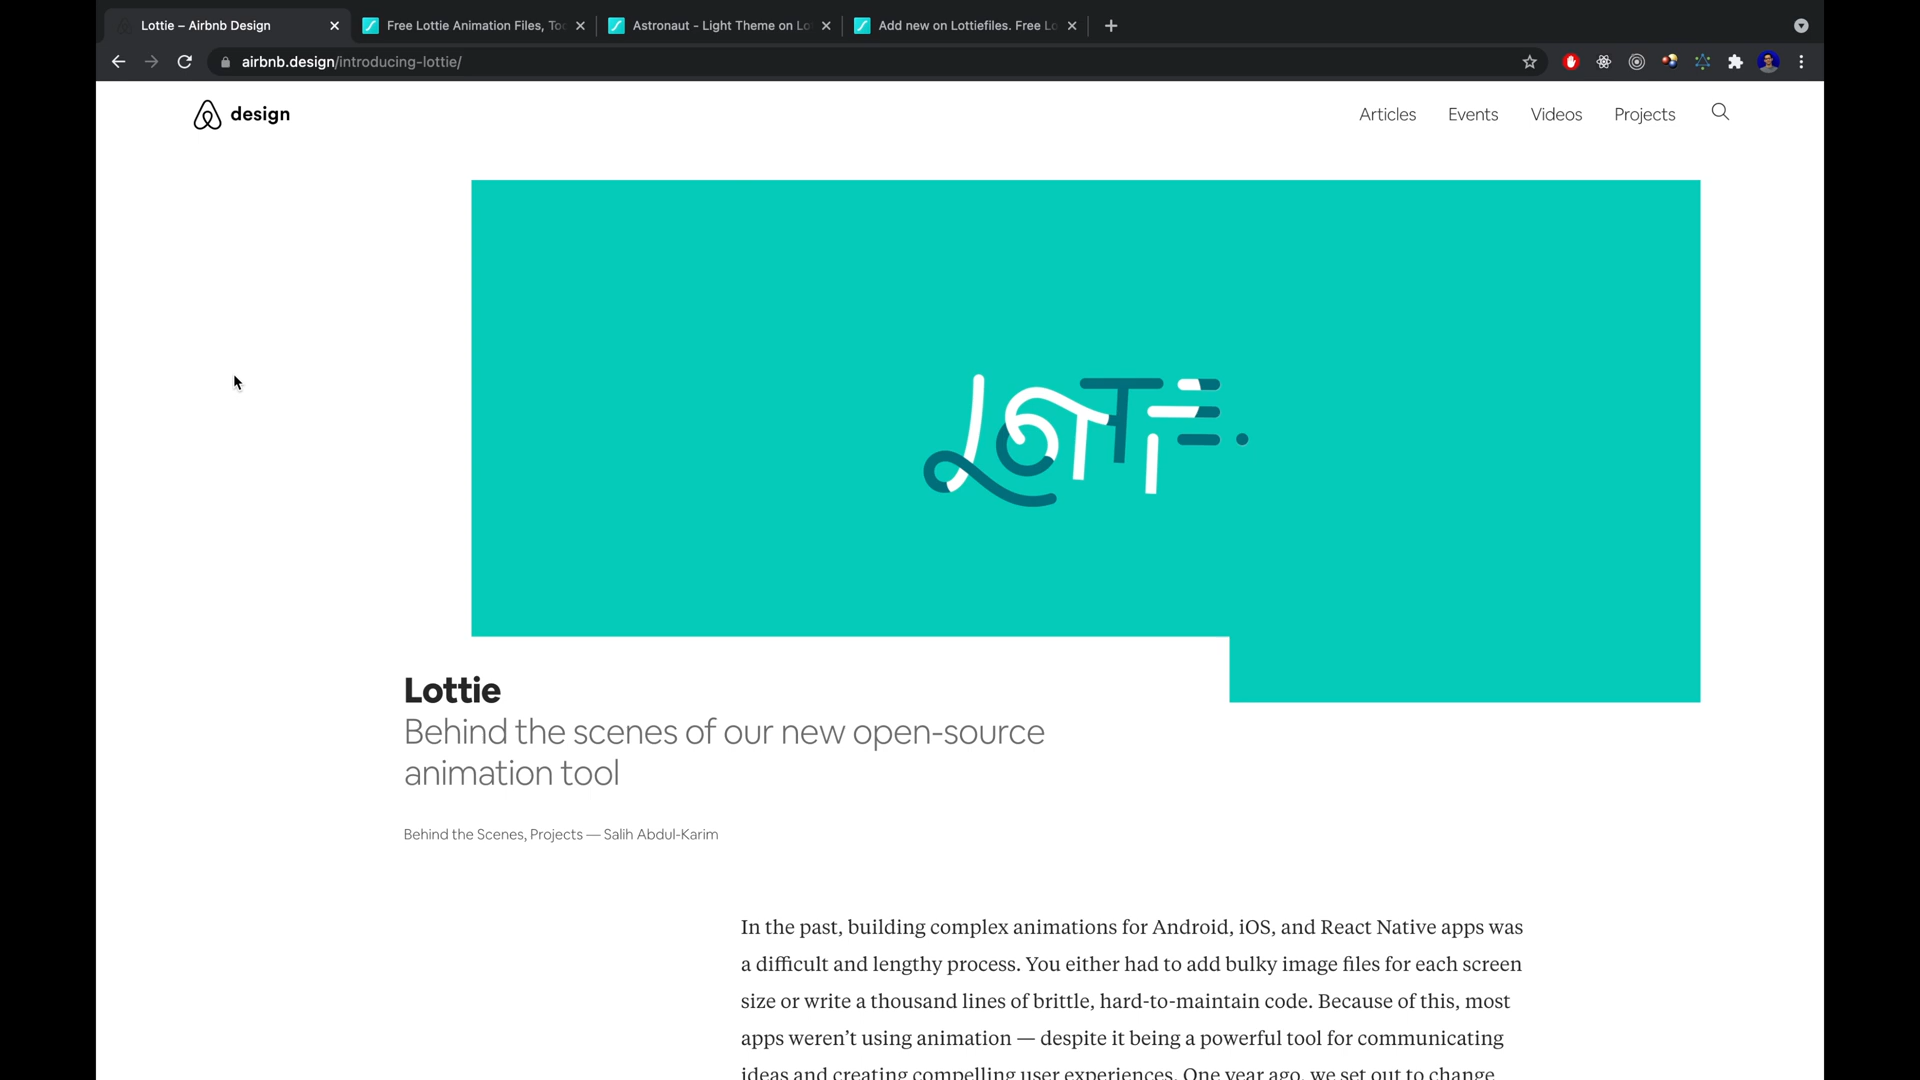 Lottie – Airbnb Design
Free Lottie Animation Files, Too
Astronaut - Light Theme on Lo
Add new on Lottiefiles. Free Lo
airbnb.design/introducing-lottie/
design
Articles
Events
Videos
Projects
LOTTIE
Lottie
Behind the scenes of our new open-source
animation tool
Behind the Scenes, Projects — Salih Abdul-Karim
In the past, building complex animations for Android, iOS, and React Native apps was
a difficult and lengthy process. You either had to add bulky image files for each screen
size or write a thousand lines of brittle, hard-to-maintain code. Because of this, most
apps weren’t using animation — despite it being a powerful tool for communicating
ideas and creating compelling user experiences. One year ago, we set out to change